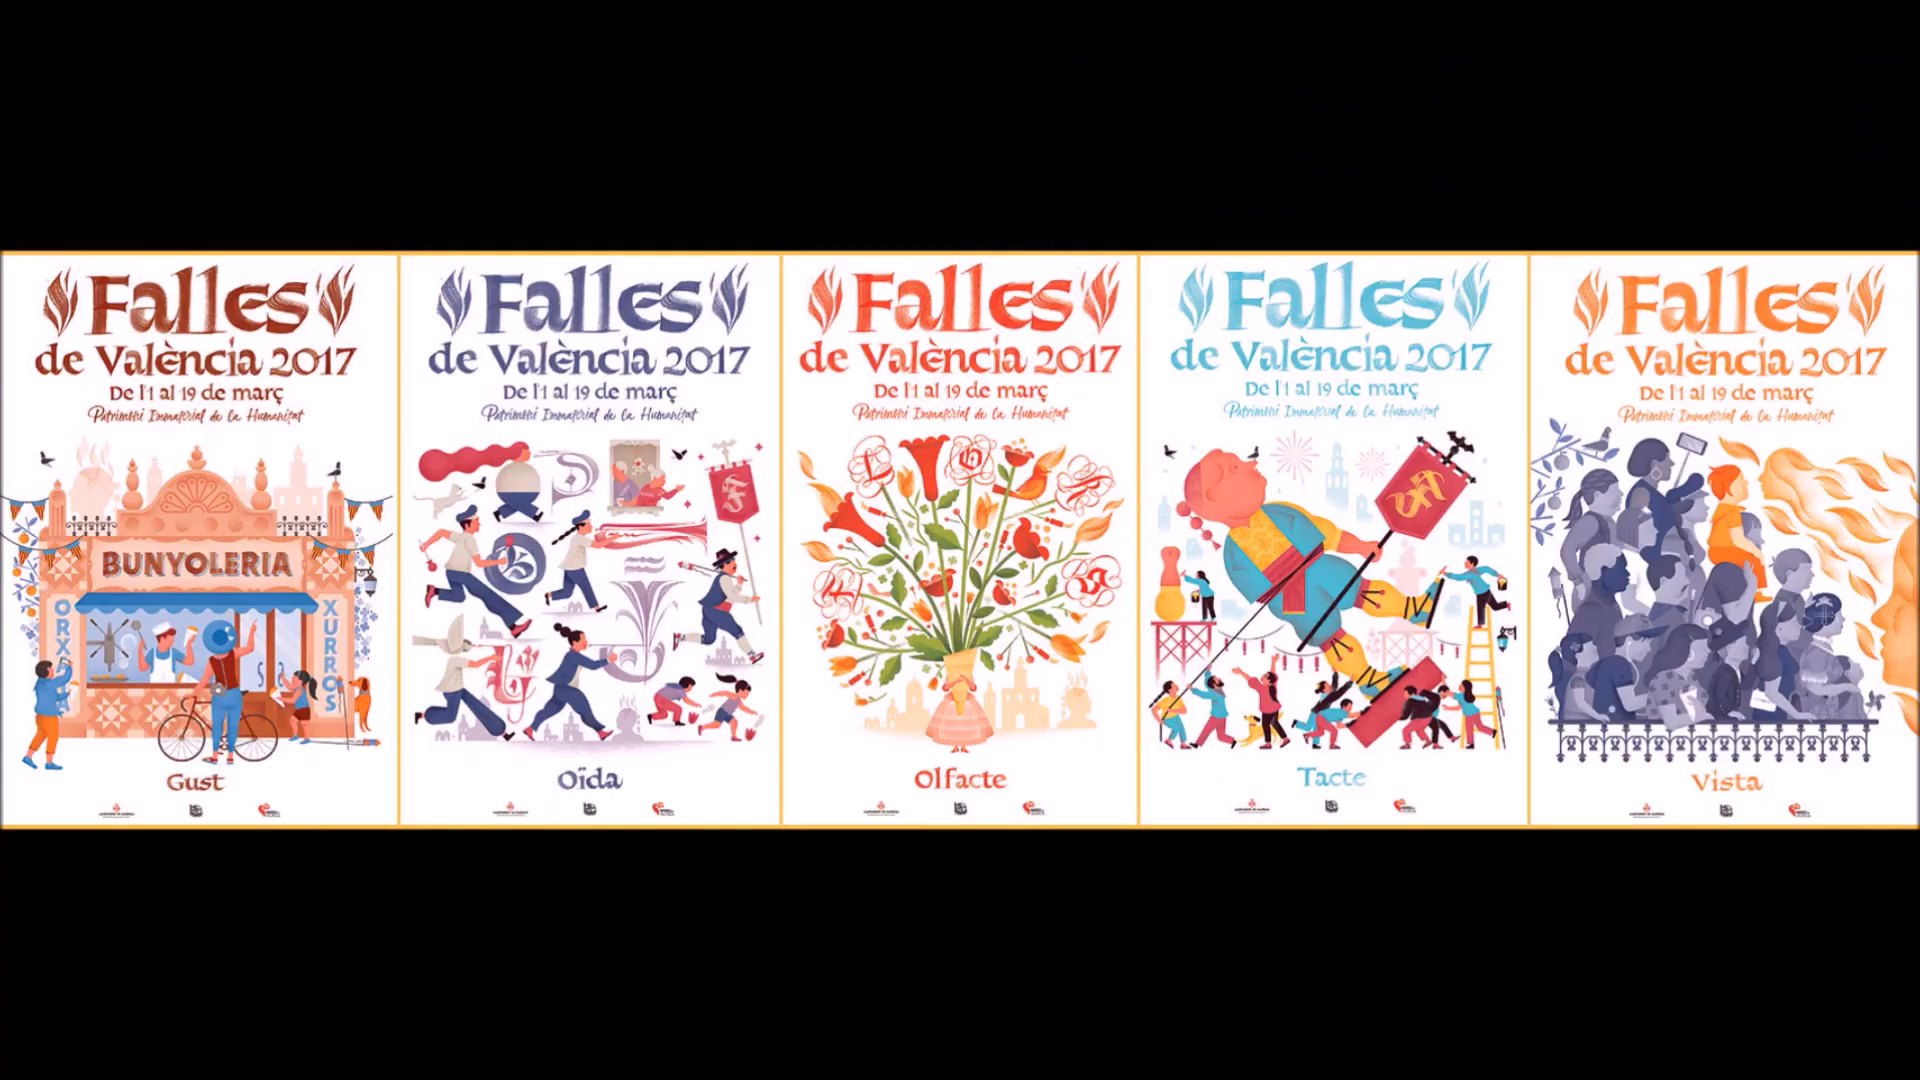 Falles
de València 2017
De l'1 al 19 de març
Patrimoni Immaterial de la Humanitat
BUNYOLERIA
ORXATA
XURROS
Gust
Falles
de València 2017
De l'1 al 19 de març
Patrimoni Immaterial de la Humanitat
F
Oïda
Falles
de València 2017
De l'1 al 19 de març
Patrimoni Immaterial de la Humanitat
Olfacte
Falles
de València 2017
De l'1 al 19 de març
Patrimoni Immaterial de la Humanitat
F
Tacte
Falles
de València 2017
De l'1 al 19 de març
Patrimoni Immaterial de la Humanitat
Vista